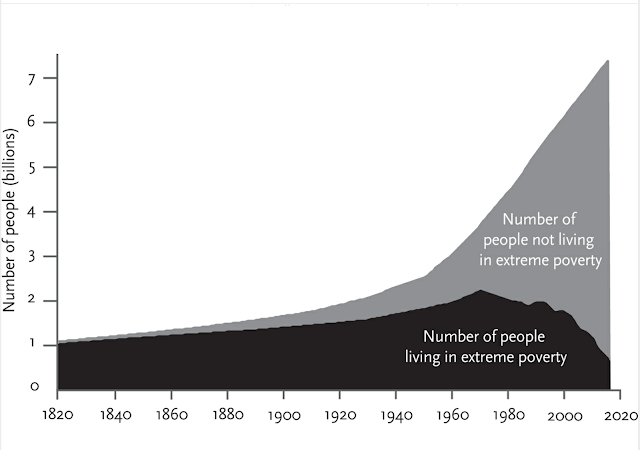 Number of people (billions)
7
6
5
4
3
2
1
0
Number of
people not living
in extreme poverty
Number of people
living in extreme poverty
1820 1840 1860 1880 1900 1920 1940 1960 1980 2000 2020